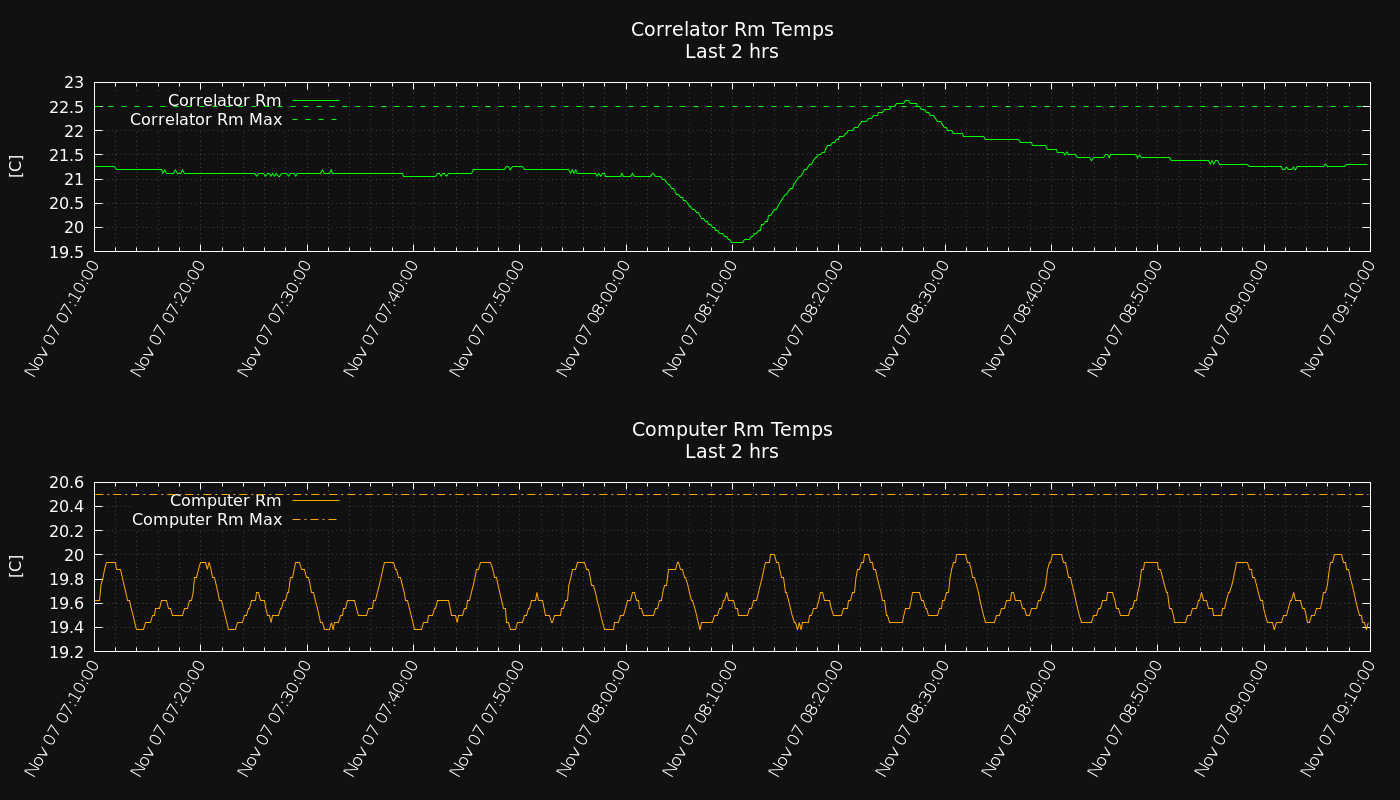 Correlator Rm Temps
Last 2 hrs
[C]
23
22.5
22
21.5
21
20.5
20
19.5
Correlator Rm
Correlator Rm Max
Nov 07 07:10:00
Nov 07 07:20:00
Nov 07 07:30:00
Nov 07 07:40:00
Nov 07 07:50:00
Nov 07 08:00:00
Nov 07 08:10:00
Nov 07 08:20:00
Nov 07 08:30:00
Nov 07 08:40:00
Nov 07 08:50:00
Nov 07 09:00:00
Nov 07 09:10:00
Computer Rm Temps
Last 2 hrs
[C]
20.6
20.4
20.2
20
19.8
19.6
19.4
19.2
Computer Rm
Computer Rm Max
Nov 07 07:10:00
Nov 07 07:20:00
Nov 07 07:30:00
Nov 07 07:40:00
Nov 07 07:50:00
Nov 07 08:00:00
Nov 07 08:10:00
Nov 07 08:20:00
Nov 07 08:30:00
Nov 07 08:40:00
Nov 07 08:50:00
Nov 07 09:00:00
Nov 07 09:10:00